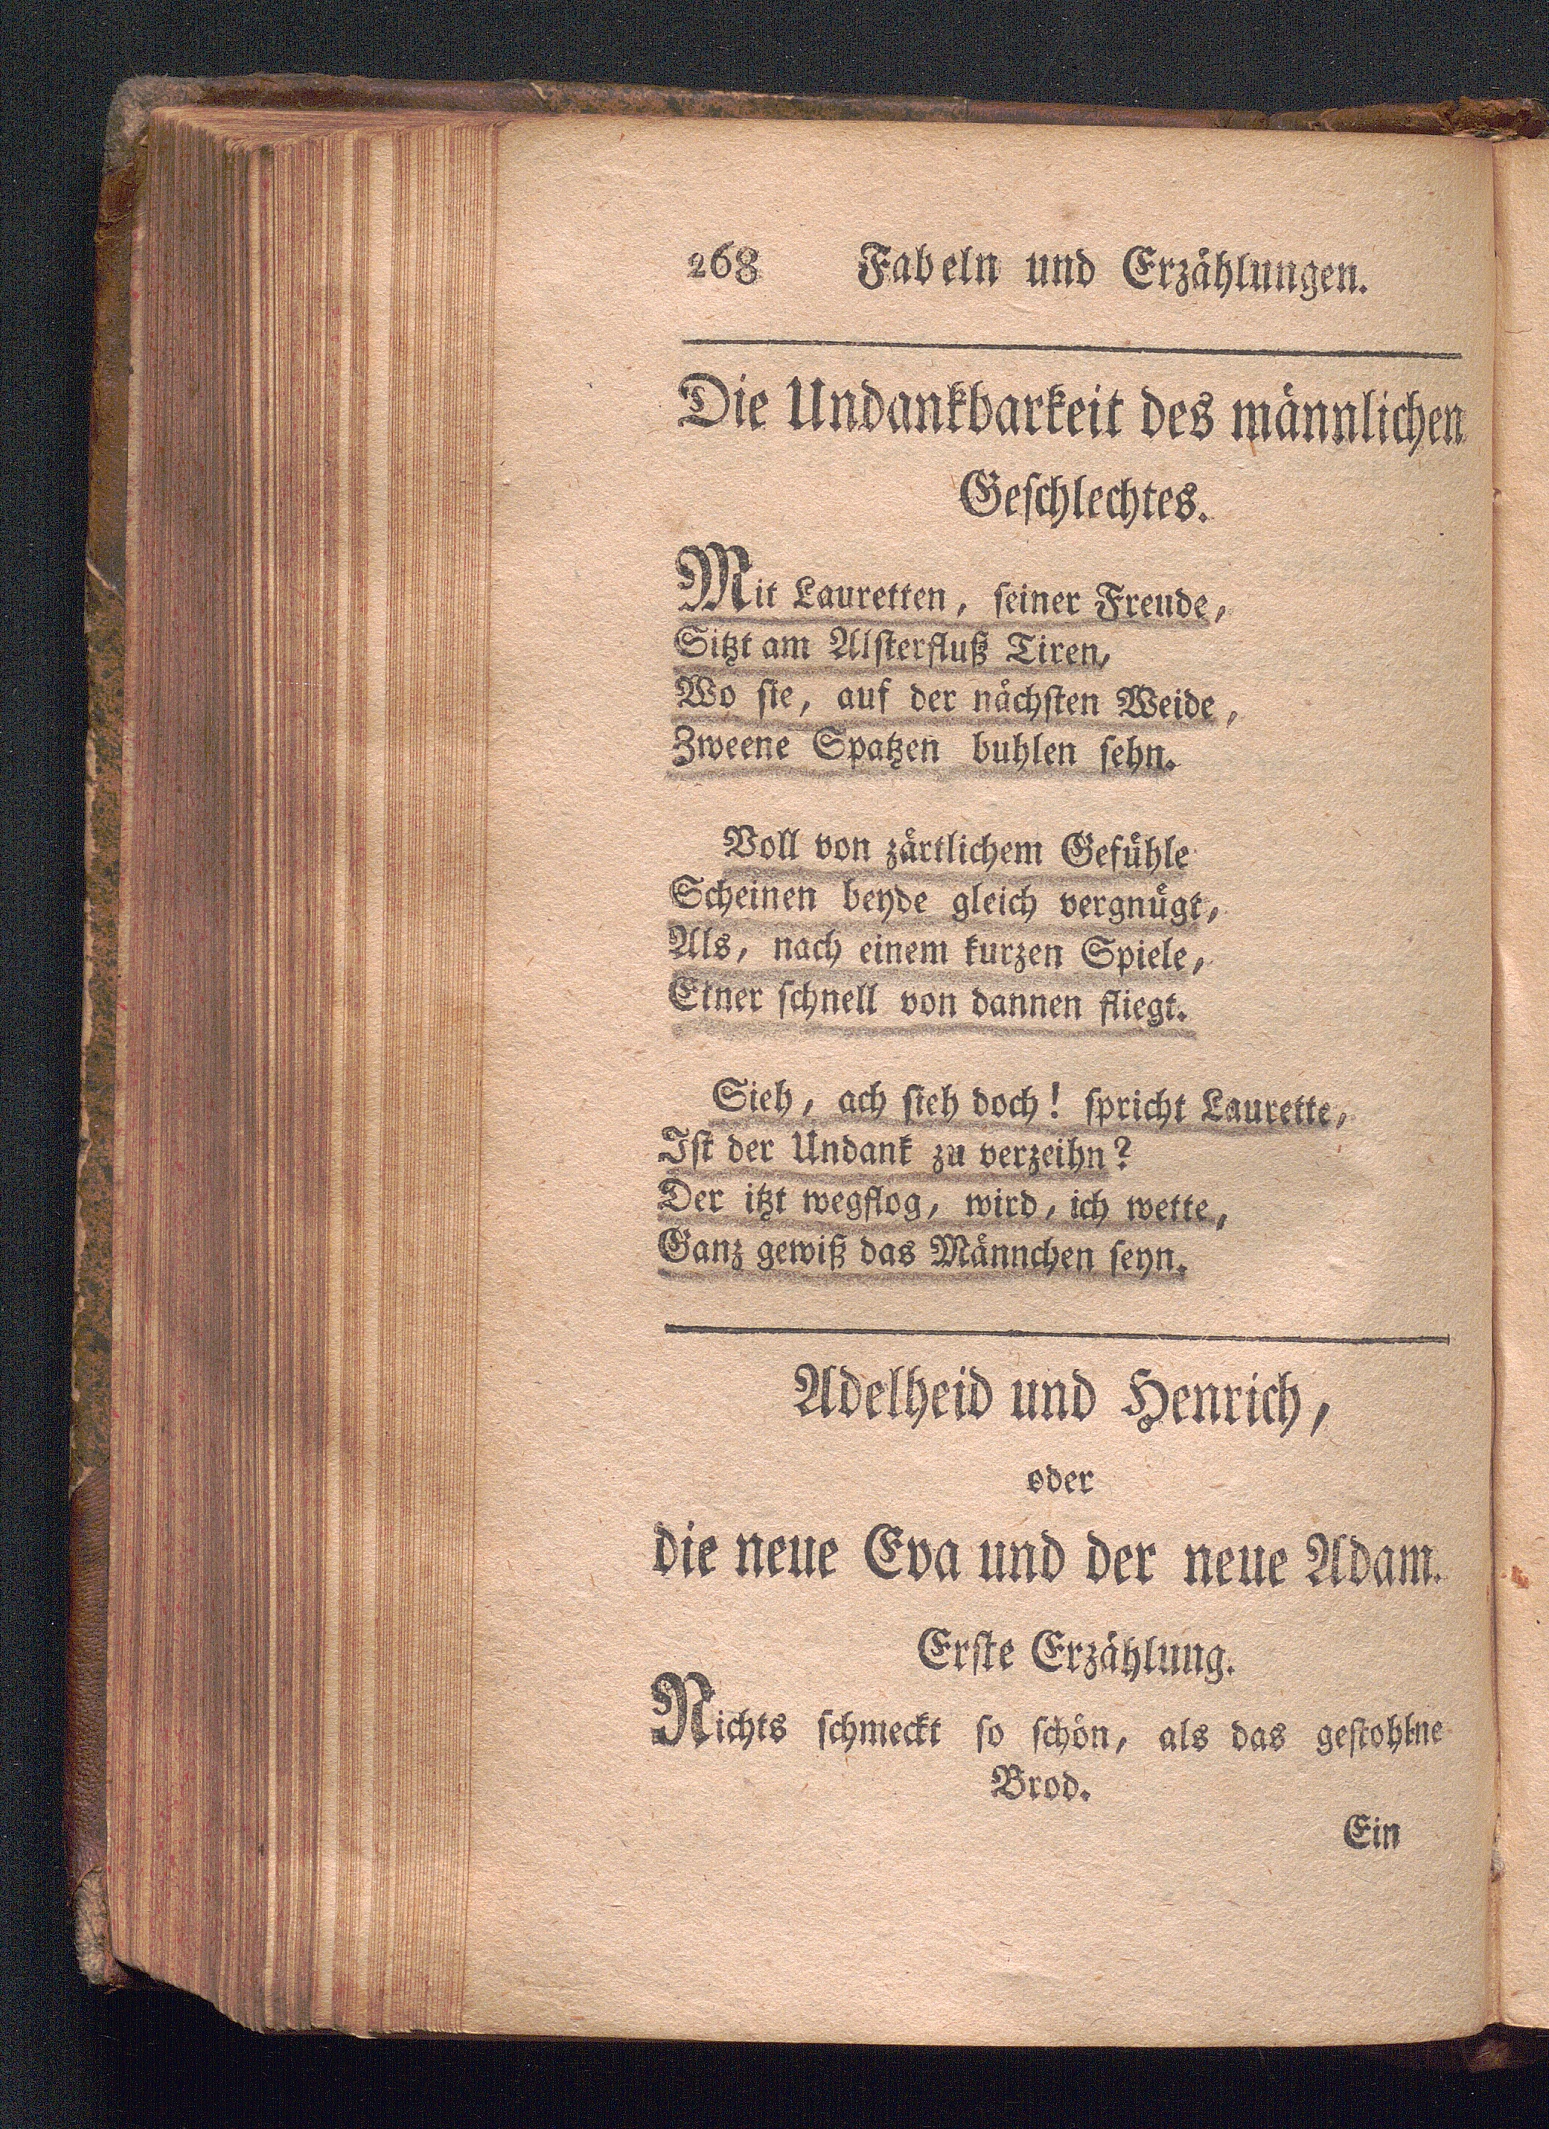 268 Fabeln und Erzählungen.
Die Undankbarkeit des männlichen
Geſchlechtes.
Mit Lauretten, ſeiner Freude,
Sitzt am Alſterfluß Tiren,
Wo ſie, auf der nächſten Weide,
Zweene Spatzen buhlen ſehn.
Voll von zärtlichem Gefühle
Scheinen beyde gleich vergnügt,
Als, nach einem kurzen Spiele,
Einer ſchnell von dannen fliegt.
Sieh, ach ſieh doch! ſpricht Laurette,
Iſt der Undank zu verzeihn?
Der itzt wegflog, wird, ich wette,
Ganz gewiß das Männchen ſeyn.
Adelheid und Henrich,
oder
die neue Eva und der neue Adam.
Erſte Erzählung.
Nichts ſchmeckt ſo ſchön, als das geſtohlne
Brod.
Ein